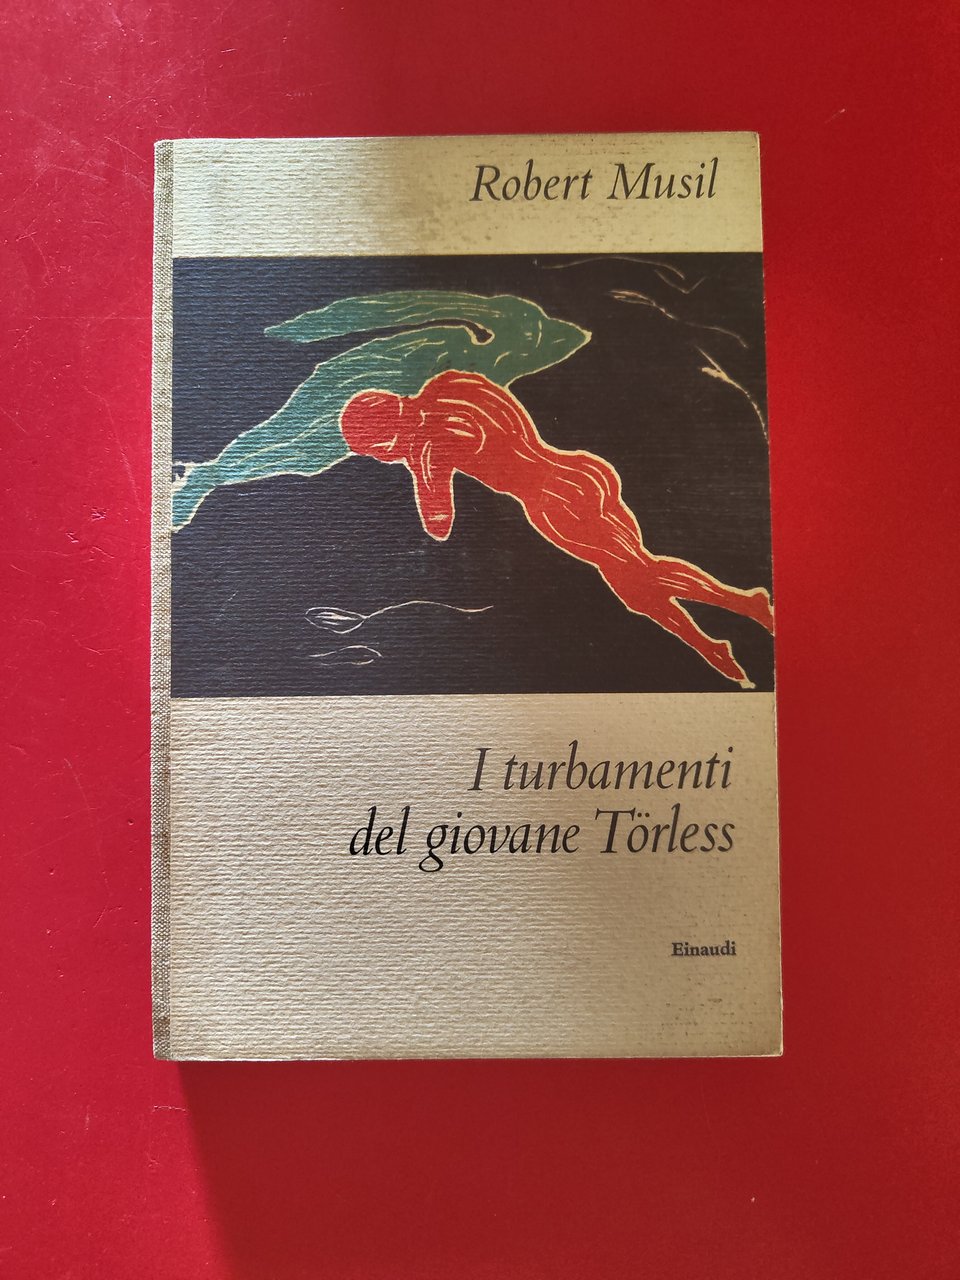 Robert Musil
I turbamenti
del giovane Törless
Einaudi